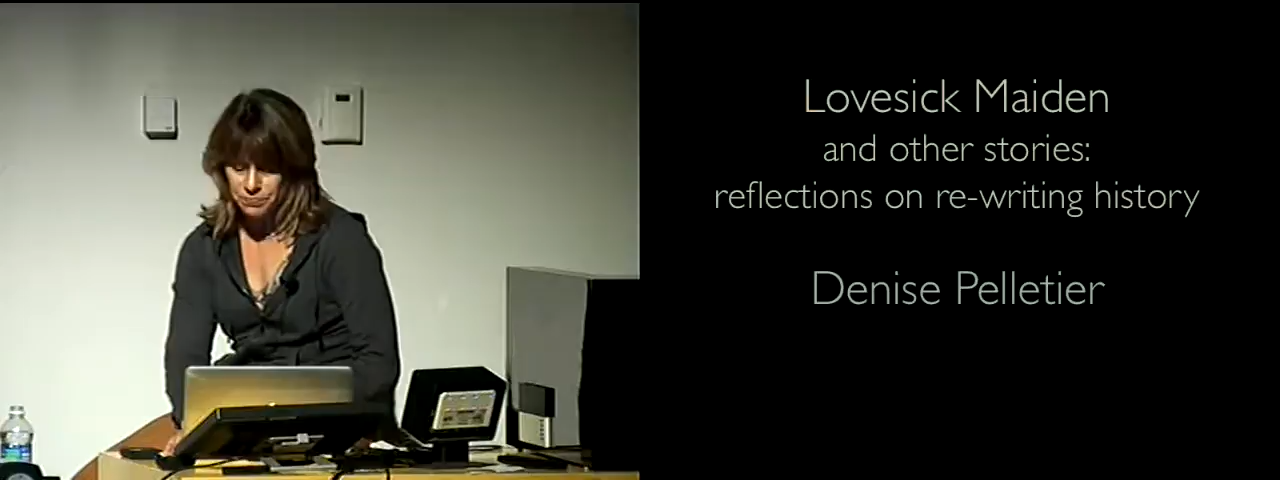 Lovesick Maiden
and other stories:
reflections on re-writing history
Denise Pelletier